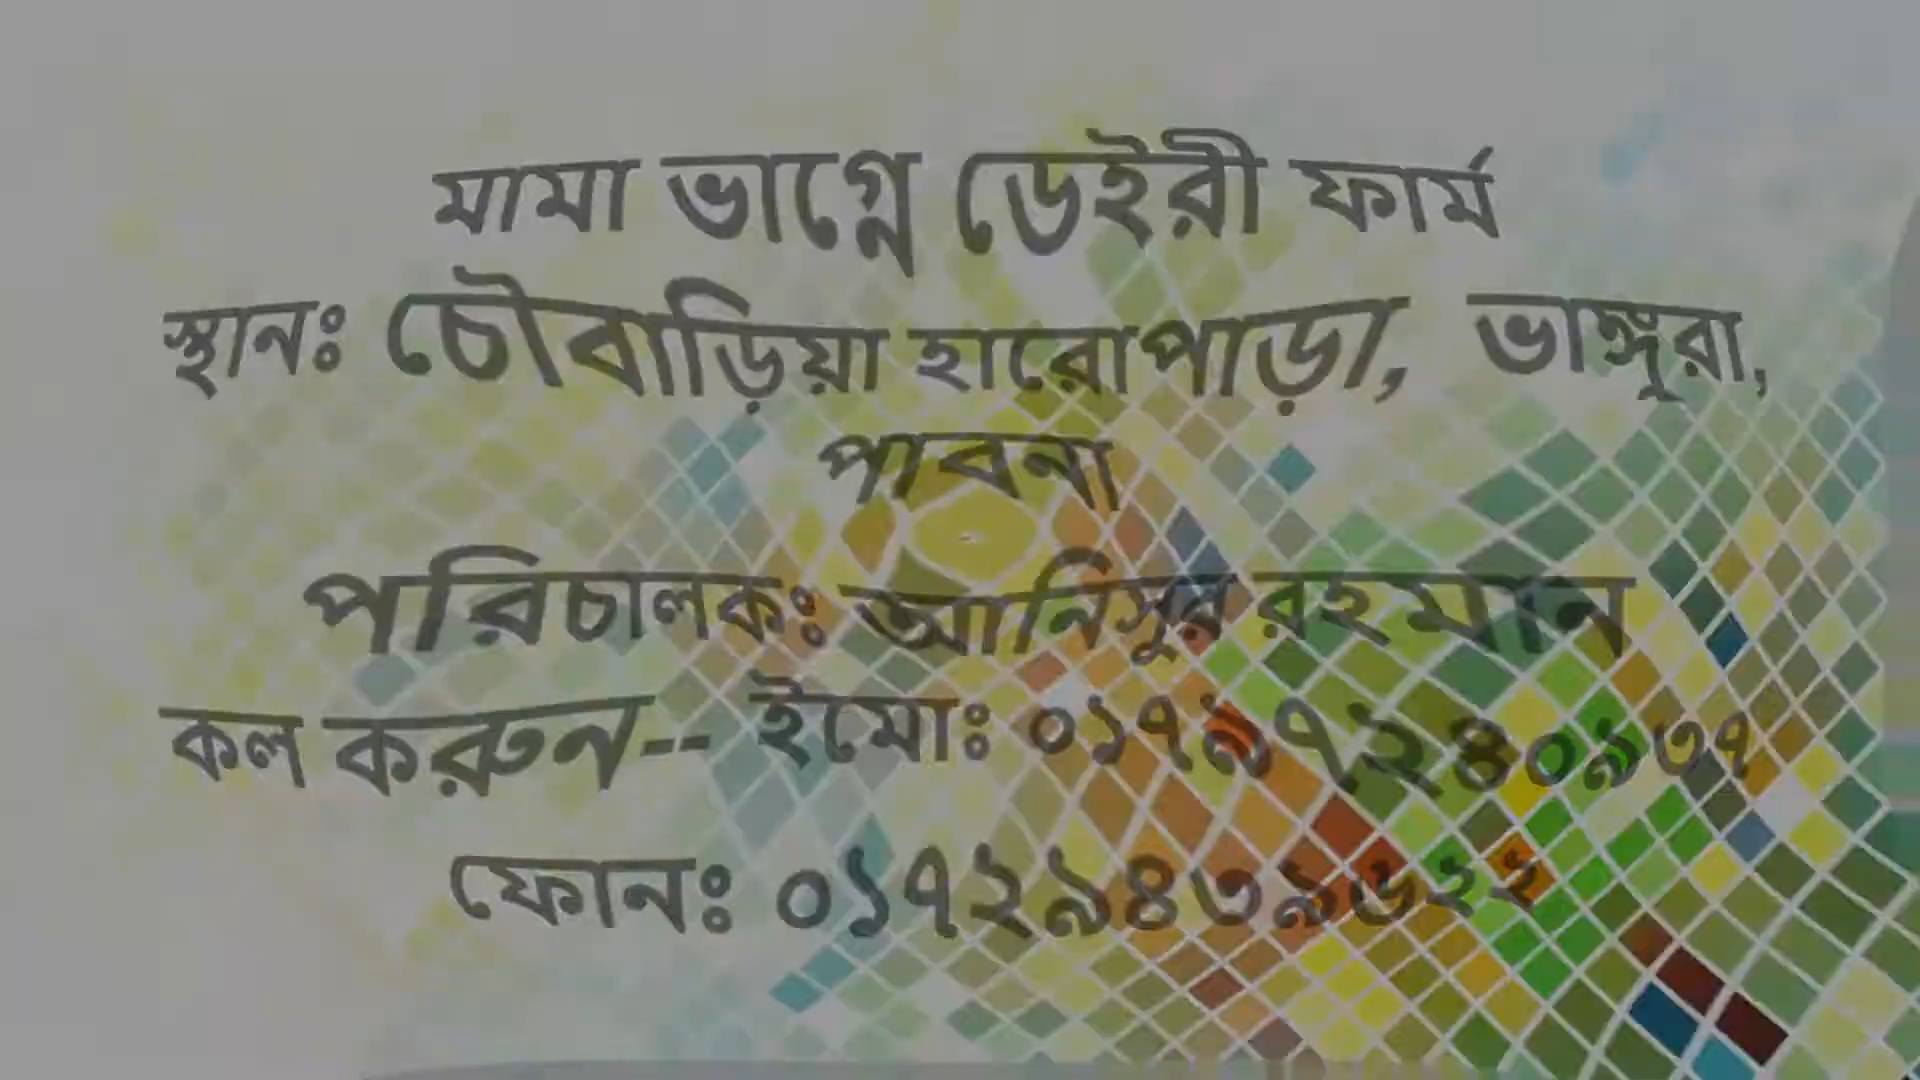 মামা ভাগ্নে ডেইরী ফার্ম
স্থানঃ চৌবাড়িয়া হারোপাড়া, ভাঙ্গুরা,
পাবনা
পরিচালকঃ আনিসুর রহমান
কল করুন-- ইমোঃ ০১৭৯৭২৪০৯৩৭
ফোনঃ ০১৭২৯৪৩৯৬২২